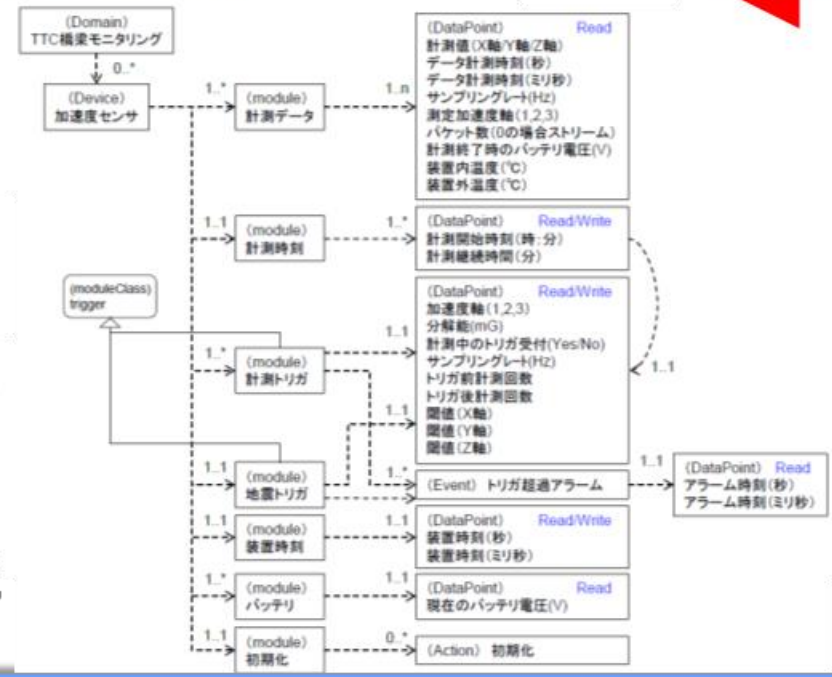 (Domain)
TTC橋梁モニタリング
0..*
(Device)
加速度センサ
1..*
(module)
計測データ
1..n
(DataPoint) Read
計測値(X軸/Y軸/Z軸)
データ計測時刻(秒)
データ計測時刻(ミリ秒)
サンプリングレート(Hz)
測定加速度軸(1,2,3)
パケット数(0の場合ストリーム)
計測終了時のバッテリ電圧(V)
装置内温度(℃)
装置外温度(℃)
1..1
(module)
計測時刻
1..*
(DataPoint) Read/Write
計測開始時刻(時:分)
計測継続時間(分)
1..1
(moduleClass)
trigger
1..*
(module)
計測トリガ
1..1
(DataPoint) Read/Write
加速度軸(1,2,3)
分解能(mG)
計測中のトリガ受付(Yes/No)
サンプリングレート(Hz)
トリガ前計測回数
トリガ後計測回数
閾値(X軸)
閾値(Y軸)
閾値(Z軸)
1..1
1..1
(module)
地震トリガ
1..*
(Event) トリガ超過アラーム
1..1
(DataPoint) Read
アラーム時刻(秒)
アラーム時刻(ミリ秒)
1..1
(module)
装置時刻
1..1
(DataPoint) Read/Write
装置時刻(秒)
装置時刻(ミリ秒)
1..*
(module)
バッテリ
1..1
(DataPoint) Read
現在のバッテリ電圧(V)
1..1
(module)
初期化
0..*
(Action) 初期化